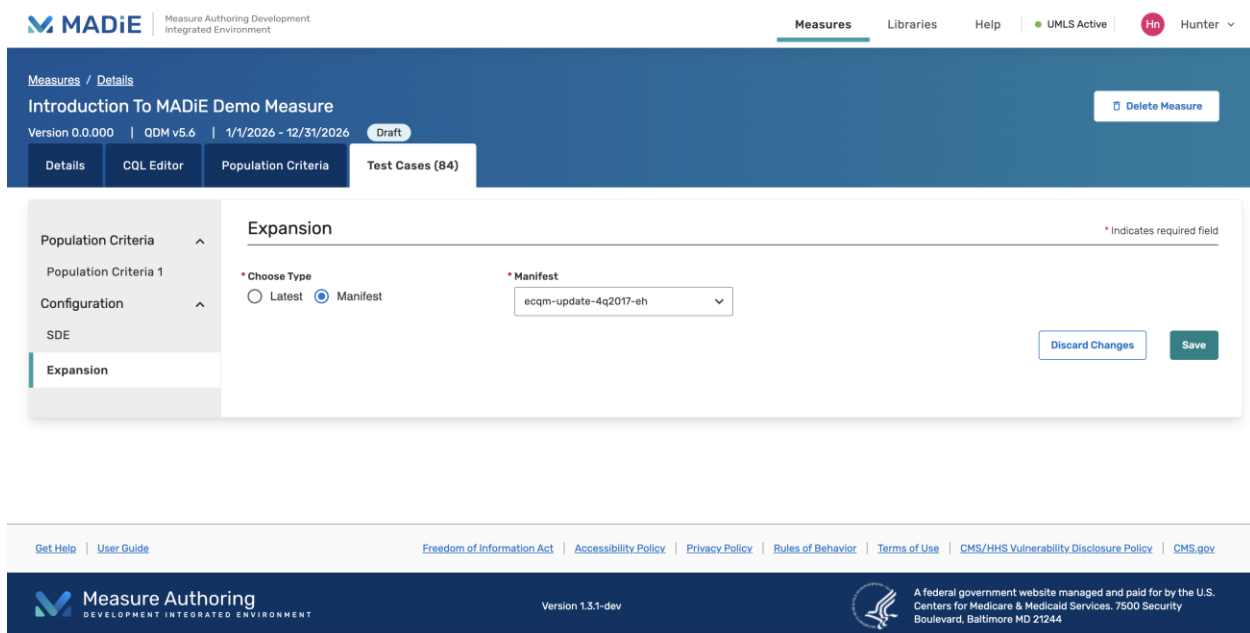 MADiE
Measure Authoring Development
Integrated Environment
Measures
Libraries
Help
UMLS Active
Hn
Hunter
Measures / Details
Introduction To MADiE Demo Measure
Version 0.0.000 | QDM v5.6 | 1/1/2026 - 12/31/2026 Draft
Delete Measure
Details
CQL Editor
Population Criteria
Test Cases (84)
Population Criteria
Population Criteria 1
Configuration
SDE
Expansion
Expansion
* Indicates required field
* Choose Type
Latest Manifest
* Manifest
ecqm-update-4q2017-eh
Discard Changes
Save
Get Help | User Guide
Freedom of Information Act | Accessibility Policy | Privacy Policy | Rules of Behavior | Terms of Use | CMS/HHS Vulnerability Disclosure Policy | CMS.gov
Measure Authoring
DEVELOPMENT INTEGRATED ENVIRONMENT
Version 1.3.1-dev
A federal government website managed and paid for by the U.S.
Centers for Medicare & Medicaid Services. 7500 Security
Boulevard, Baltimore MD 21244